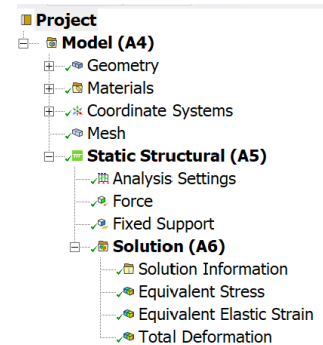 Project
Model (A4)
Geometry
Materials
Coordinate Systems
Mesh
Static Structural (A5)
Analysis Settings
Force
Fixed Support
Solution (A6)
Solution Information
Equivalent Stress
Equivalent Elastic Strain
Total Deformation